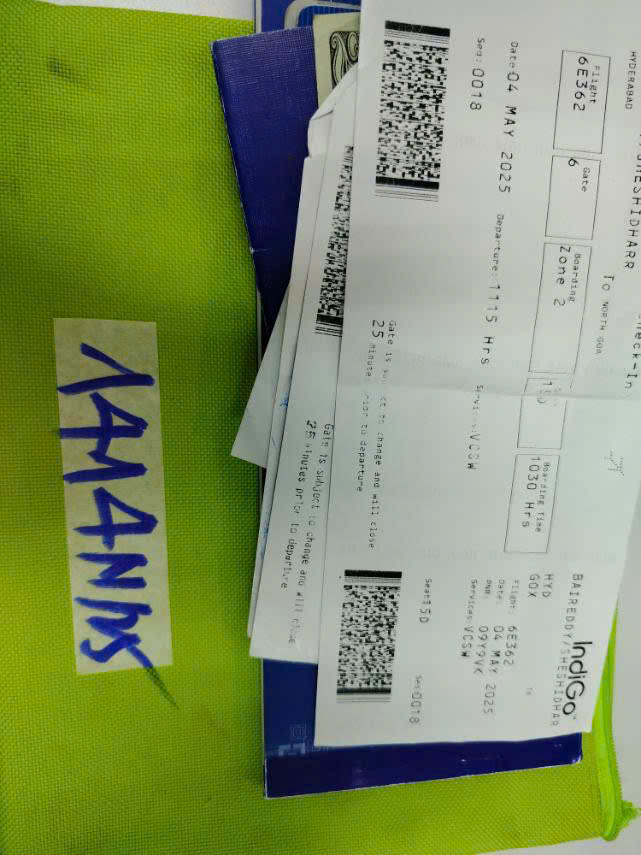 Check-In
SHESHIDHARR
HYDERABAD To NORTH GOA
Flight
6E362
Gate
6
Boarding
Zone 2
Boarding Time
1030 Hrs
Date 04 MAY 2025 Departure: 1115 Hrs Services: VCSW
Seq: 0018
Gate is subject to change and will close
25 minutes prior to departure
IndiGo
BAIREDDY/SHESHIDHAR
HYD To
GOX
Flight: 6E362
Date: 04 MAY 2025
PNR: O9Y9VK
Services: VCSW
Seat 15D Seq: 0018
Gate is subject to change and will close
25 minutes prior to departure